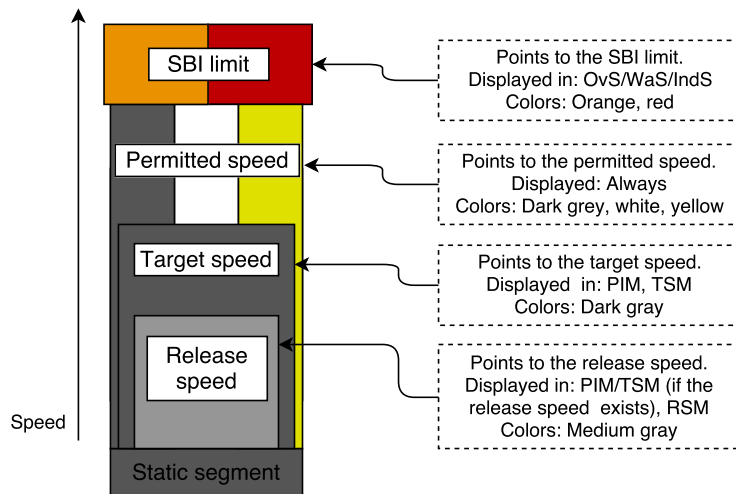 SBI limit
Points to the SBI limit.
Displayed in: OvS/WaS/IndS
Colors: Orange, red
Permitted speed
Points to the permitted speed.
Displayed: Always
Colors: Dark grey, white, yellow
Target speed
Points to the target speed.
Displayed in: PIM, TSM
Colors: Dark gray
Release
speed
Points to the release speed.
Displayed in: PIM/TSM (if the
release speed exists), RSM
Colors: Medium gray
Speed
Static segment